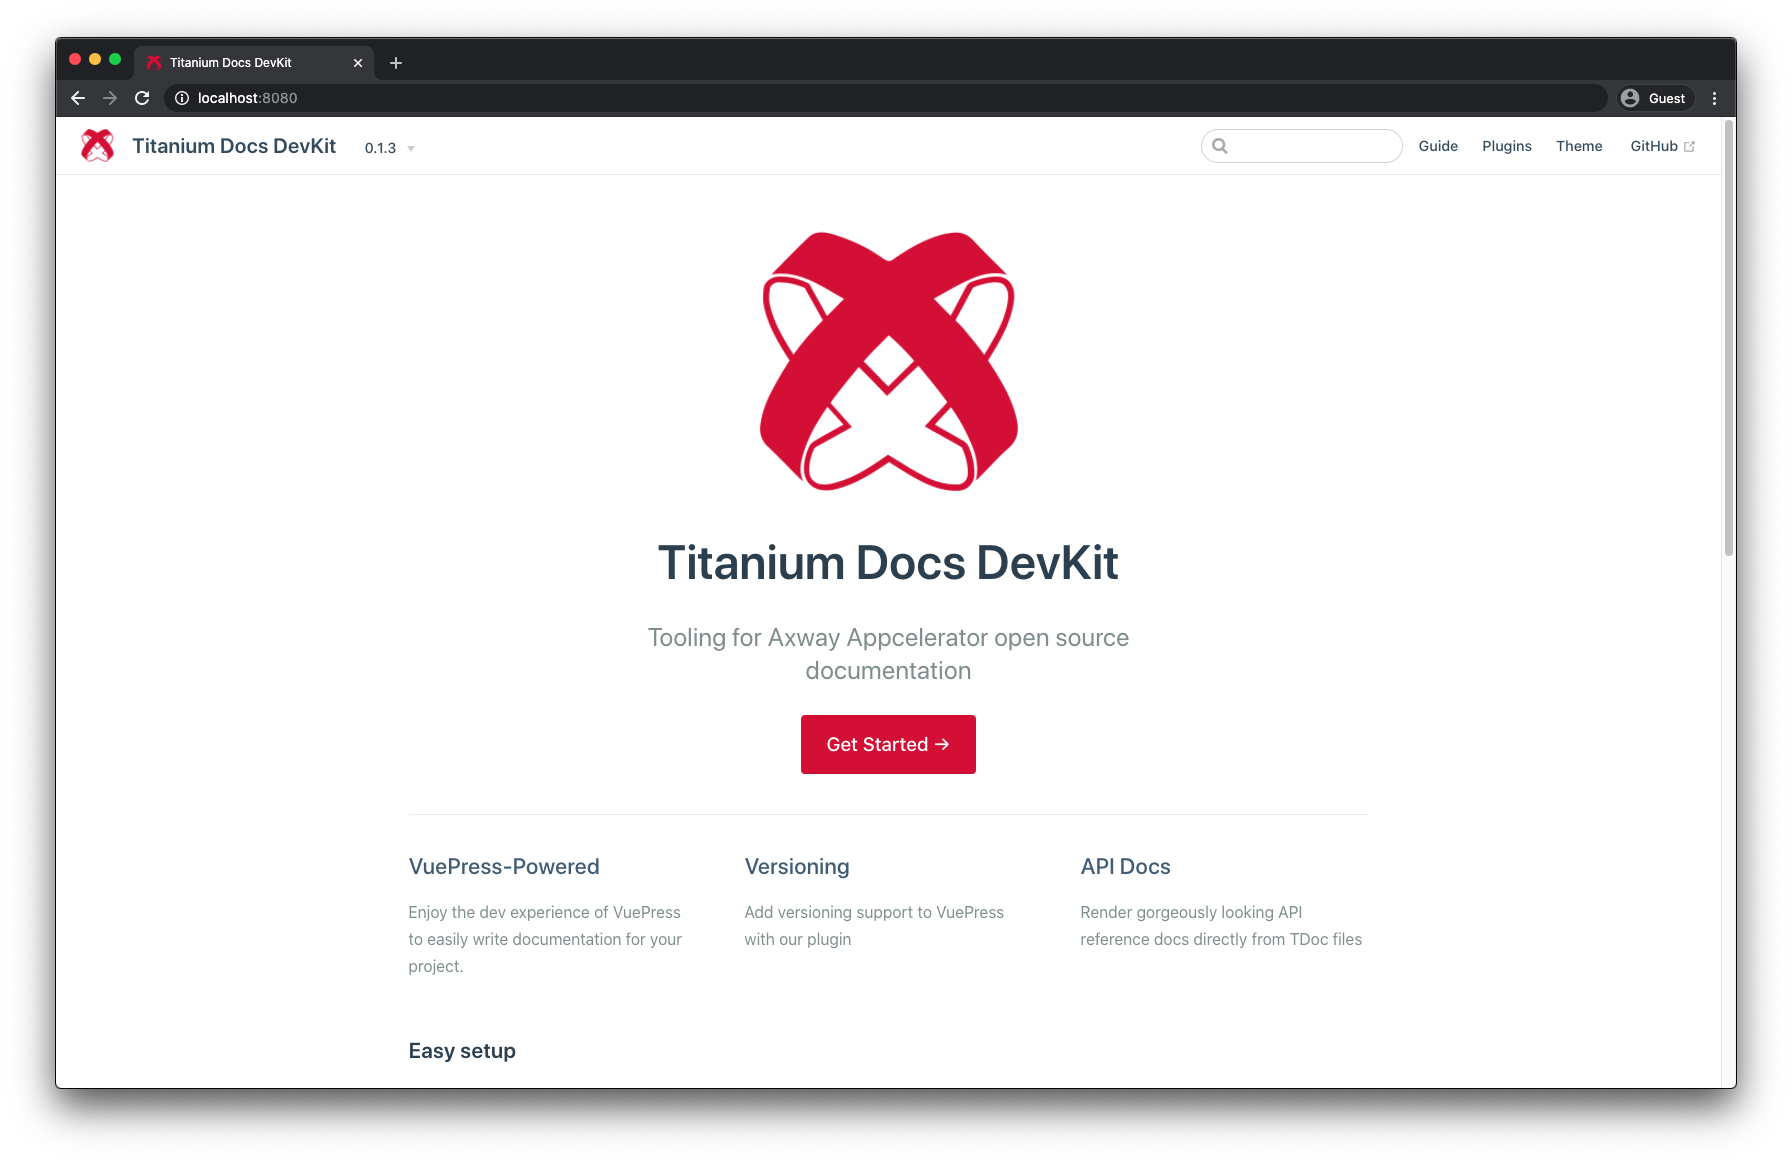 Titanium Docs DevKit
localhost:8080
Guest
Titanium Docs DevKit 0.1.3
Guide Plugins Theme GitHub
Titanium Docs DevKit
Tooling for Axway Appcelerator open source
documentation
Get Started →
VuePress-Powered
Enjoy the dev experience of VuePress
to easily write documentation for your
project.
Versioning
Add versioning support to VuePress
with our plugin
API Docs
Render gorgeously looking API
reference docs directly from TDoc files
Easy setup